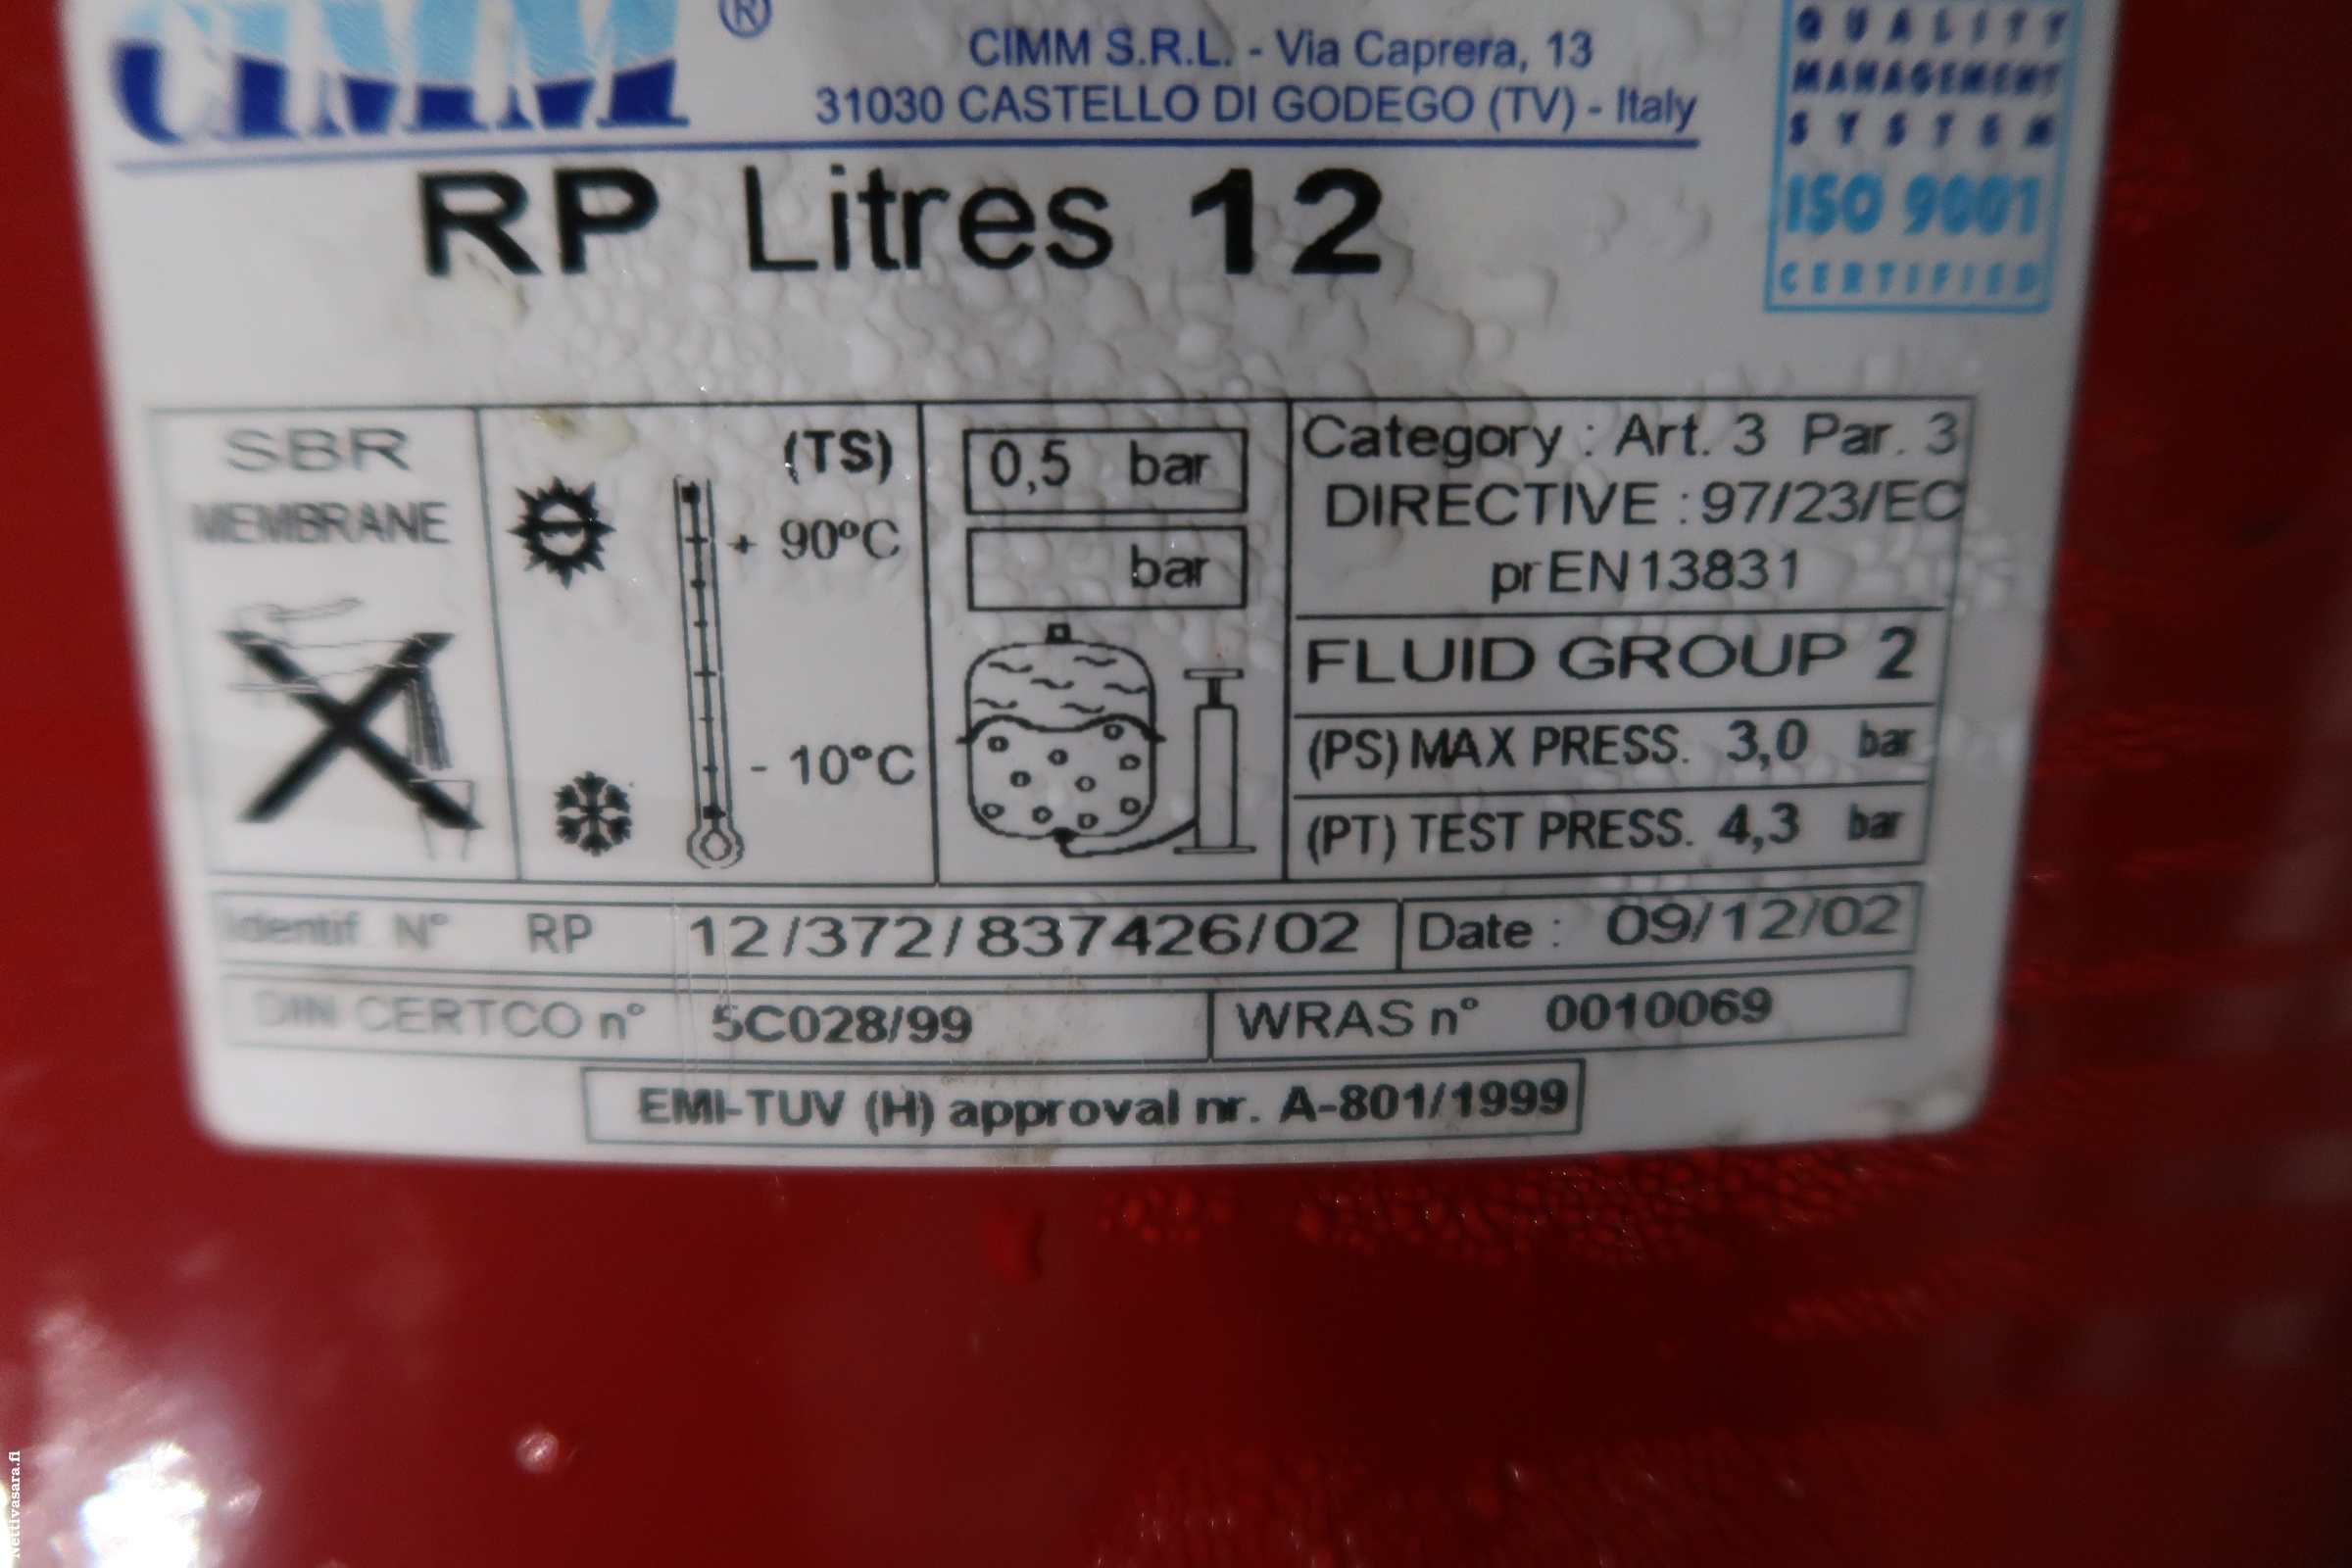 CIMM ®
CIMM S.R.L. - Via Caprera, 13
31030 CASTELLO DI GODEGO (TV) - Italy
QUALITY
MANAGEMENT
SYSTEM
ISO 9001
CERTIFIED
RP Litres 12
SBR
MEMBRANE
(TS)
+ 90°C
- 10°C
0,5 bar
bar
Category : Art. 3 Par. 3
DIRECTIVE : 97/23/EC
prEN13831
FLUID GROUP 2
(PS) MAX PRESS. 3,0 bar
(PT) TEST PRESS. 4,3 bar
Identif. N° RP 12/372/837426/02
Date : 09/12/02
DIN CERTCO n° 5C028/99
WRAS n° 0010069
EMI-TUV (H) approval nr. A-801/1999
Nettivasara.fi